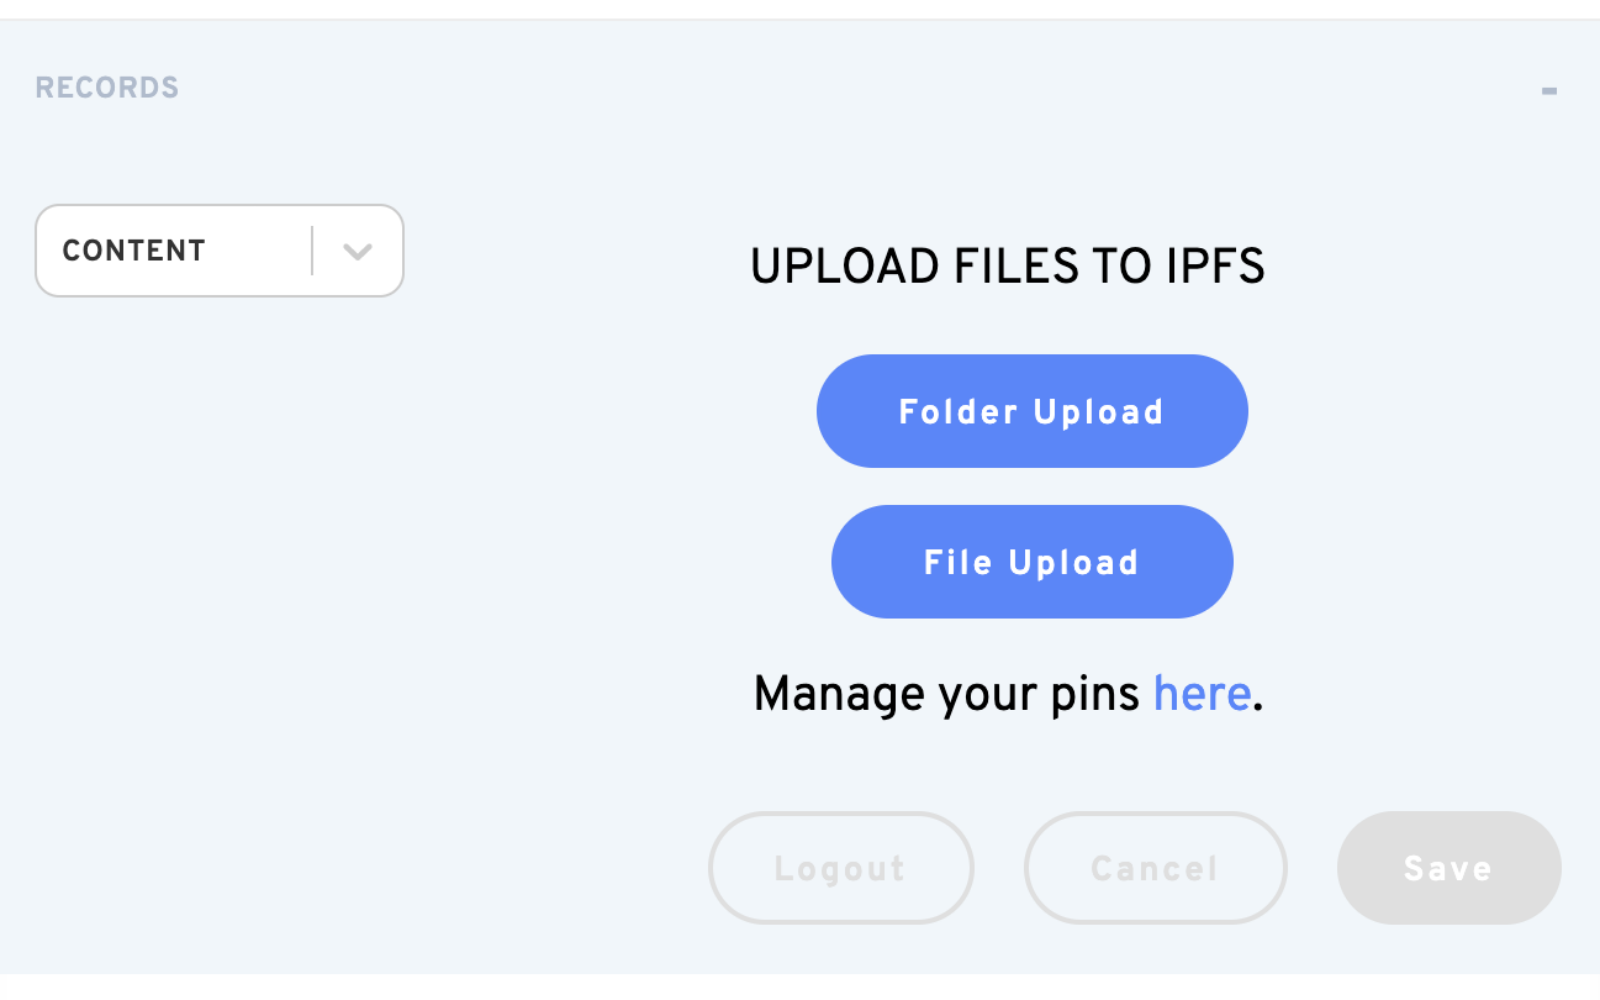 RECORDS
-
CONTENT
UPLOAD FILES TO IPFS
Folder Upload
File Upload
Manage your pins here.
Logout Cancel Save